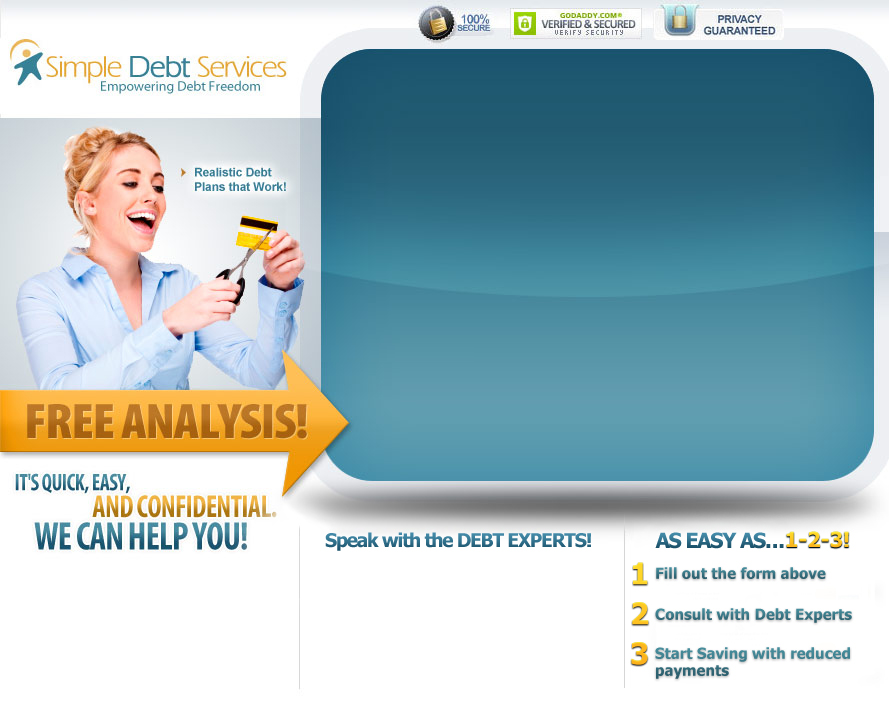 100%
SECURE
GODADDY.COM®
VERIFIED & SECURED
VERIFY SECURITY
PRIVACY
GUARANTEED
Simple Debt Services
Empowering Debt Freedom
Realistic Debt
Plans that Work!
FREE ANALYSIS!
IT'S QUICK, EASY,
AND CONFIDENTIAL.
WE CAN HELP YOU!
Speak with the DEBT EXPERTS!
AS EASY AS...1-2-3!
1 Fill out the form above
2 Consult with Debt Experts
3 Start Saving with reduced
payments